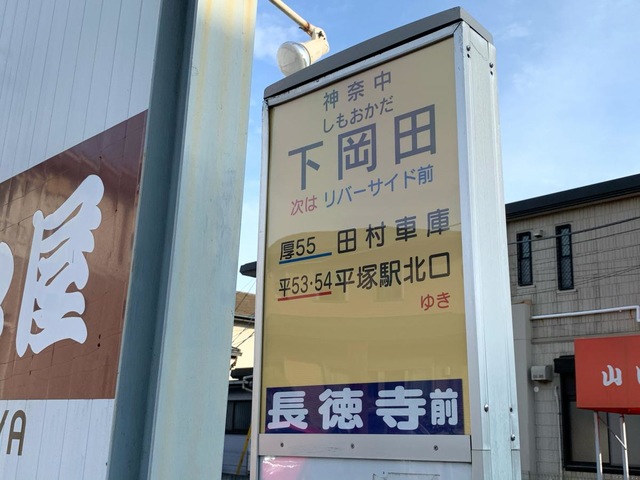 神奈中
しもおかだ
下岡田
次は リバーサイド前
厚55 田村車庫
平53・54 平塚駅北口
ゆき
長徳寺前
屋
YA
山